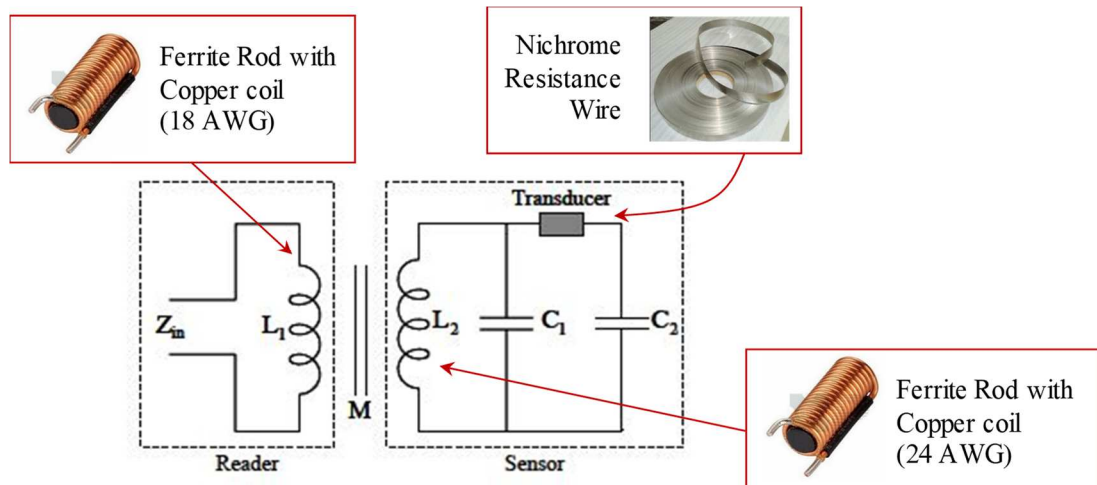 Ferrite Rod with
Copper coil
(18 AWG)
Nichrome
Resistance
Wire
Transducer
Zin
L1
M
L2
C1
C2
Reader
Sensor
Ferrite Rod with
Copper coil
(24 AWG)